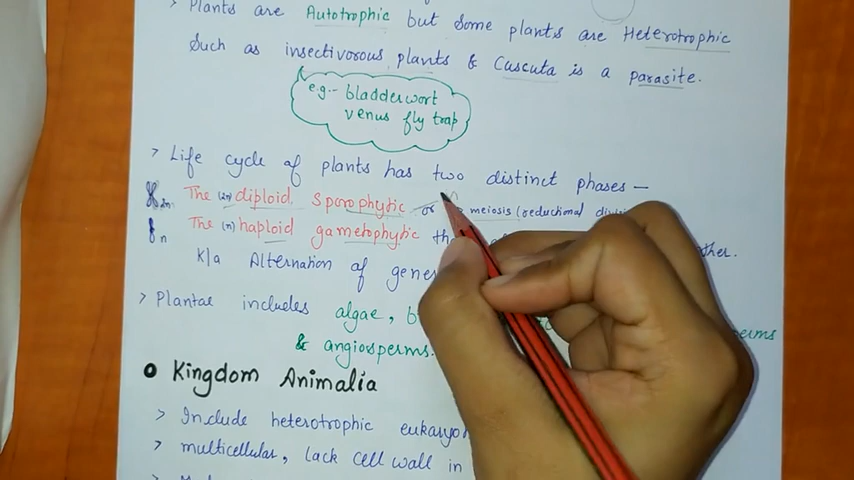 > Plants are Autotrophic but some plants are Heterotrophic
Such as insectivorous plants & Cascuta is a parasite.
e.g:- bladderwort
venus fly trap
> Life cycle of plants has two distinct phases —
2n The (2n) diploid sporophytic or meiosis (reductional
n The (n) haploid gametophytic
K/a Alternation of
> Plantae includes algae,
& angiosperms.
• Kingdom Animalia
> Include heterotrophic
> multicellular, lack cell wall in